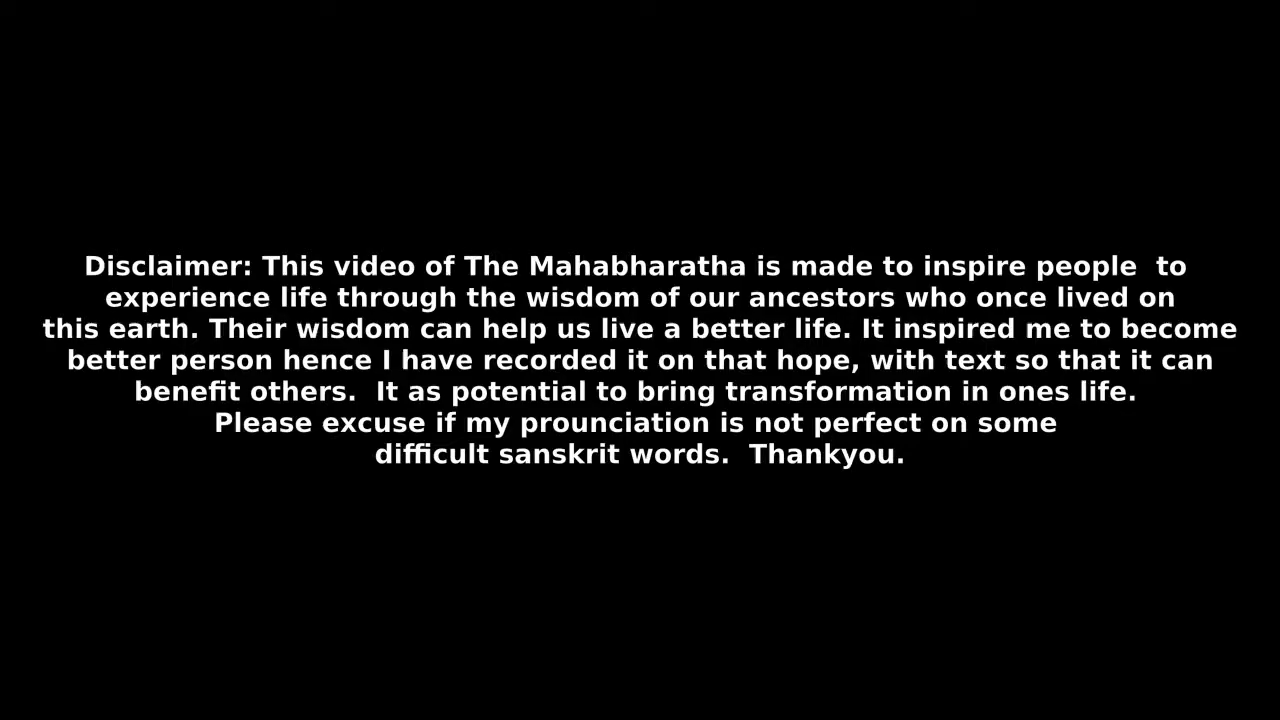 Disclaimer: This video of The Mahabharatha is made to inspire people  to
experience life through the wisdom of our ancestors who once lived on
this earth. Their wisdom can help us live a better life. It inspired me to become
better person hence I have recorded it on that hope, with text so that it can
benefit others.  It as potential to bring transformation in ones life.
Please excuse if my prounciation is not perfect on some
difficult sanskrit words.  Thankyou.